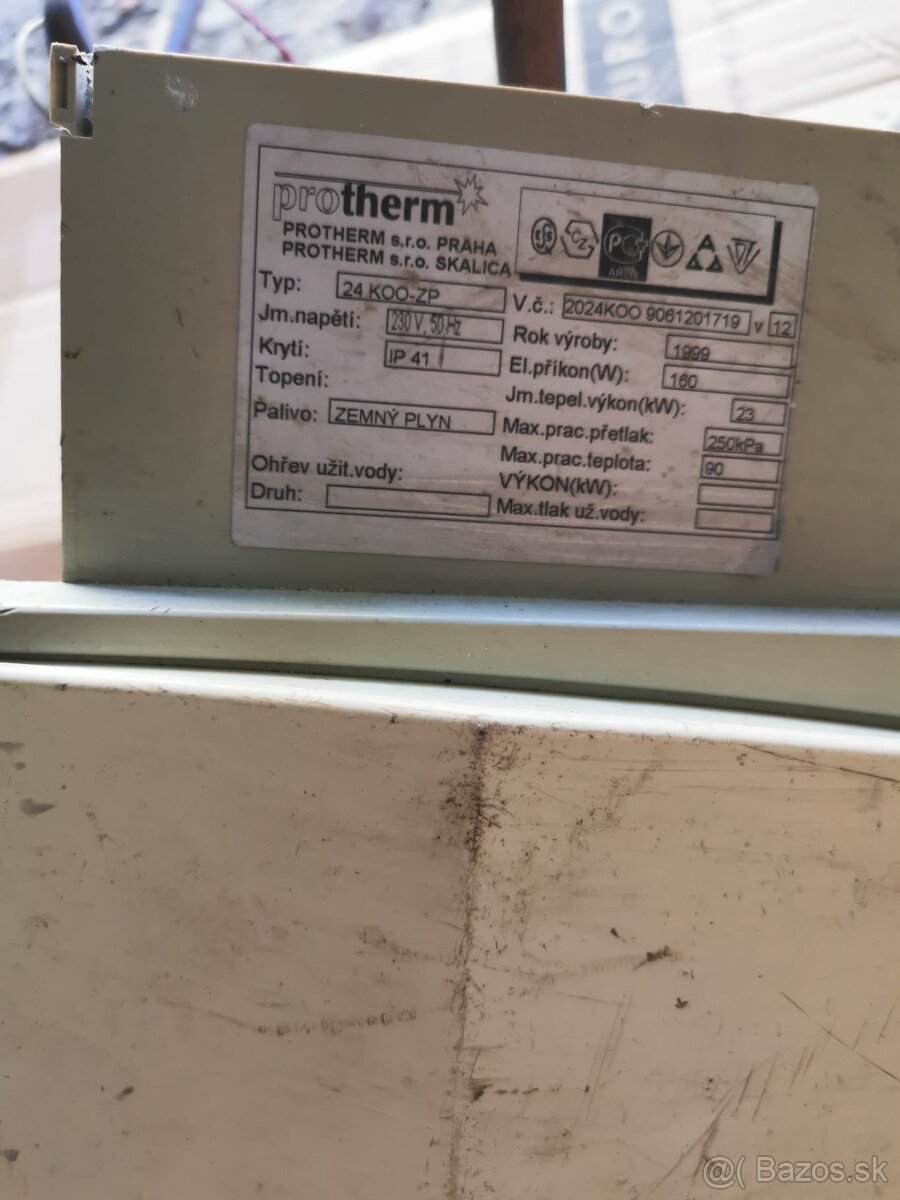 URO
protherm
PROTHERM s.r.o. PRAHA
PROTHERM s.r.o. SKALICA
Typ: 24 KOO-ZP
V.č.: 2024KOO 9061201719 v 12
Jm.napětí: 230 V, 50 Hz
Rok výroby: 1999
Krytí: IP 41
El.příkon(W): 160
Topení:
Jm.tepel.výkon(kW): 23
Palivo: ZEMNÝ PLYN
Max.prac.přetlak: 250kPa
Max.prac.teplota: 90
Ohřev užit.vody:
VÝKON(kW):
Druh:
Max.tlak už.vody:
@( Bazos.sk